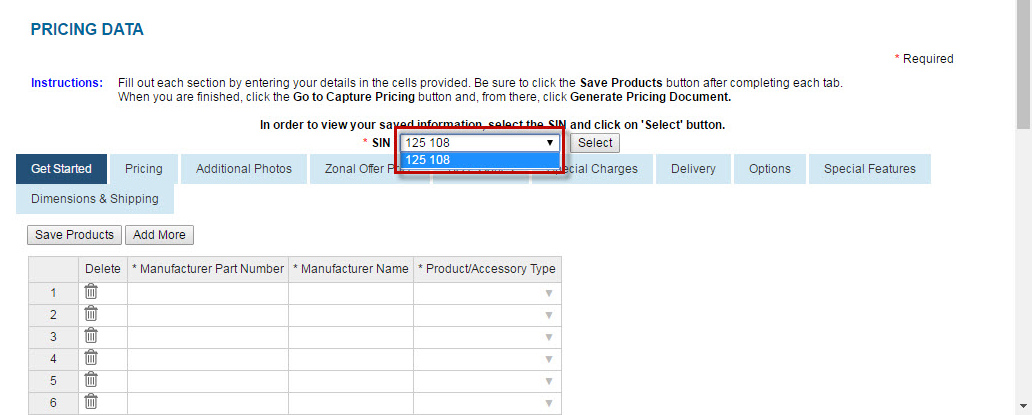 PRICING DATA
* Required
Instructions: Fill out each section by entering your details in the cells provided. Be sure to click the Save Products button after completing each tab.
When you are finished, click the Go to Capture Pricing button and, from there, click Generate Pricing Document.
In order to view your saved information, select the SIN and click on 'Select' button.
* SIN 125 108 Select
125 108
Get Started Pricing Additional Photos Zonal Offer Charges Delivery Options Special Features
Dimensions & Shipping
Save Products Add More
Delete * Manufacturer Part Number * Manufacturer Name * Product/Accessory Type
1
2
3
4
5
6